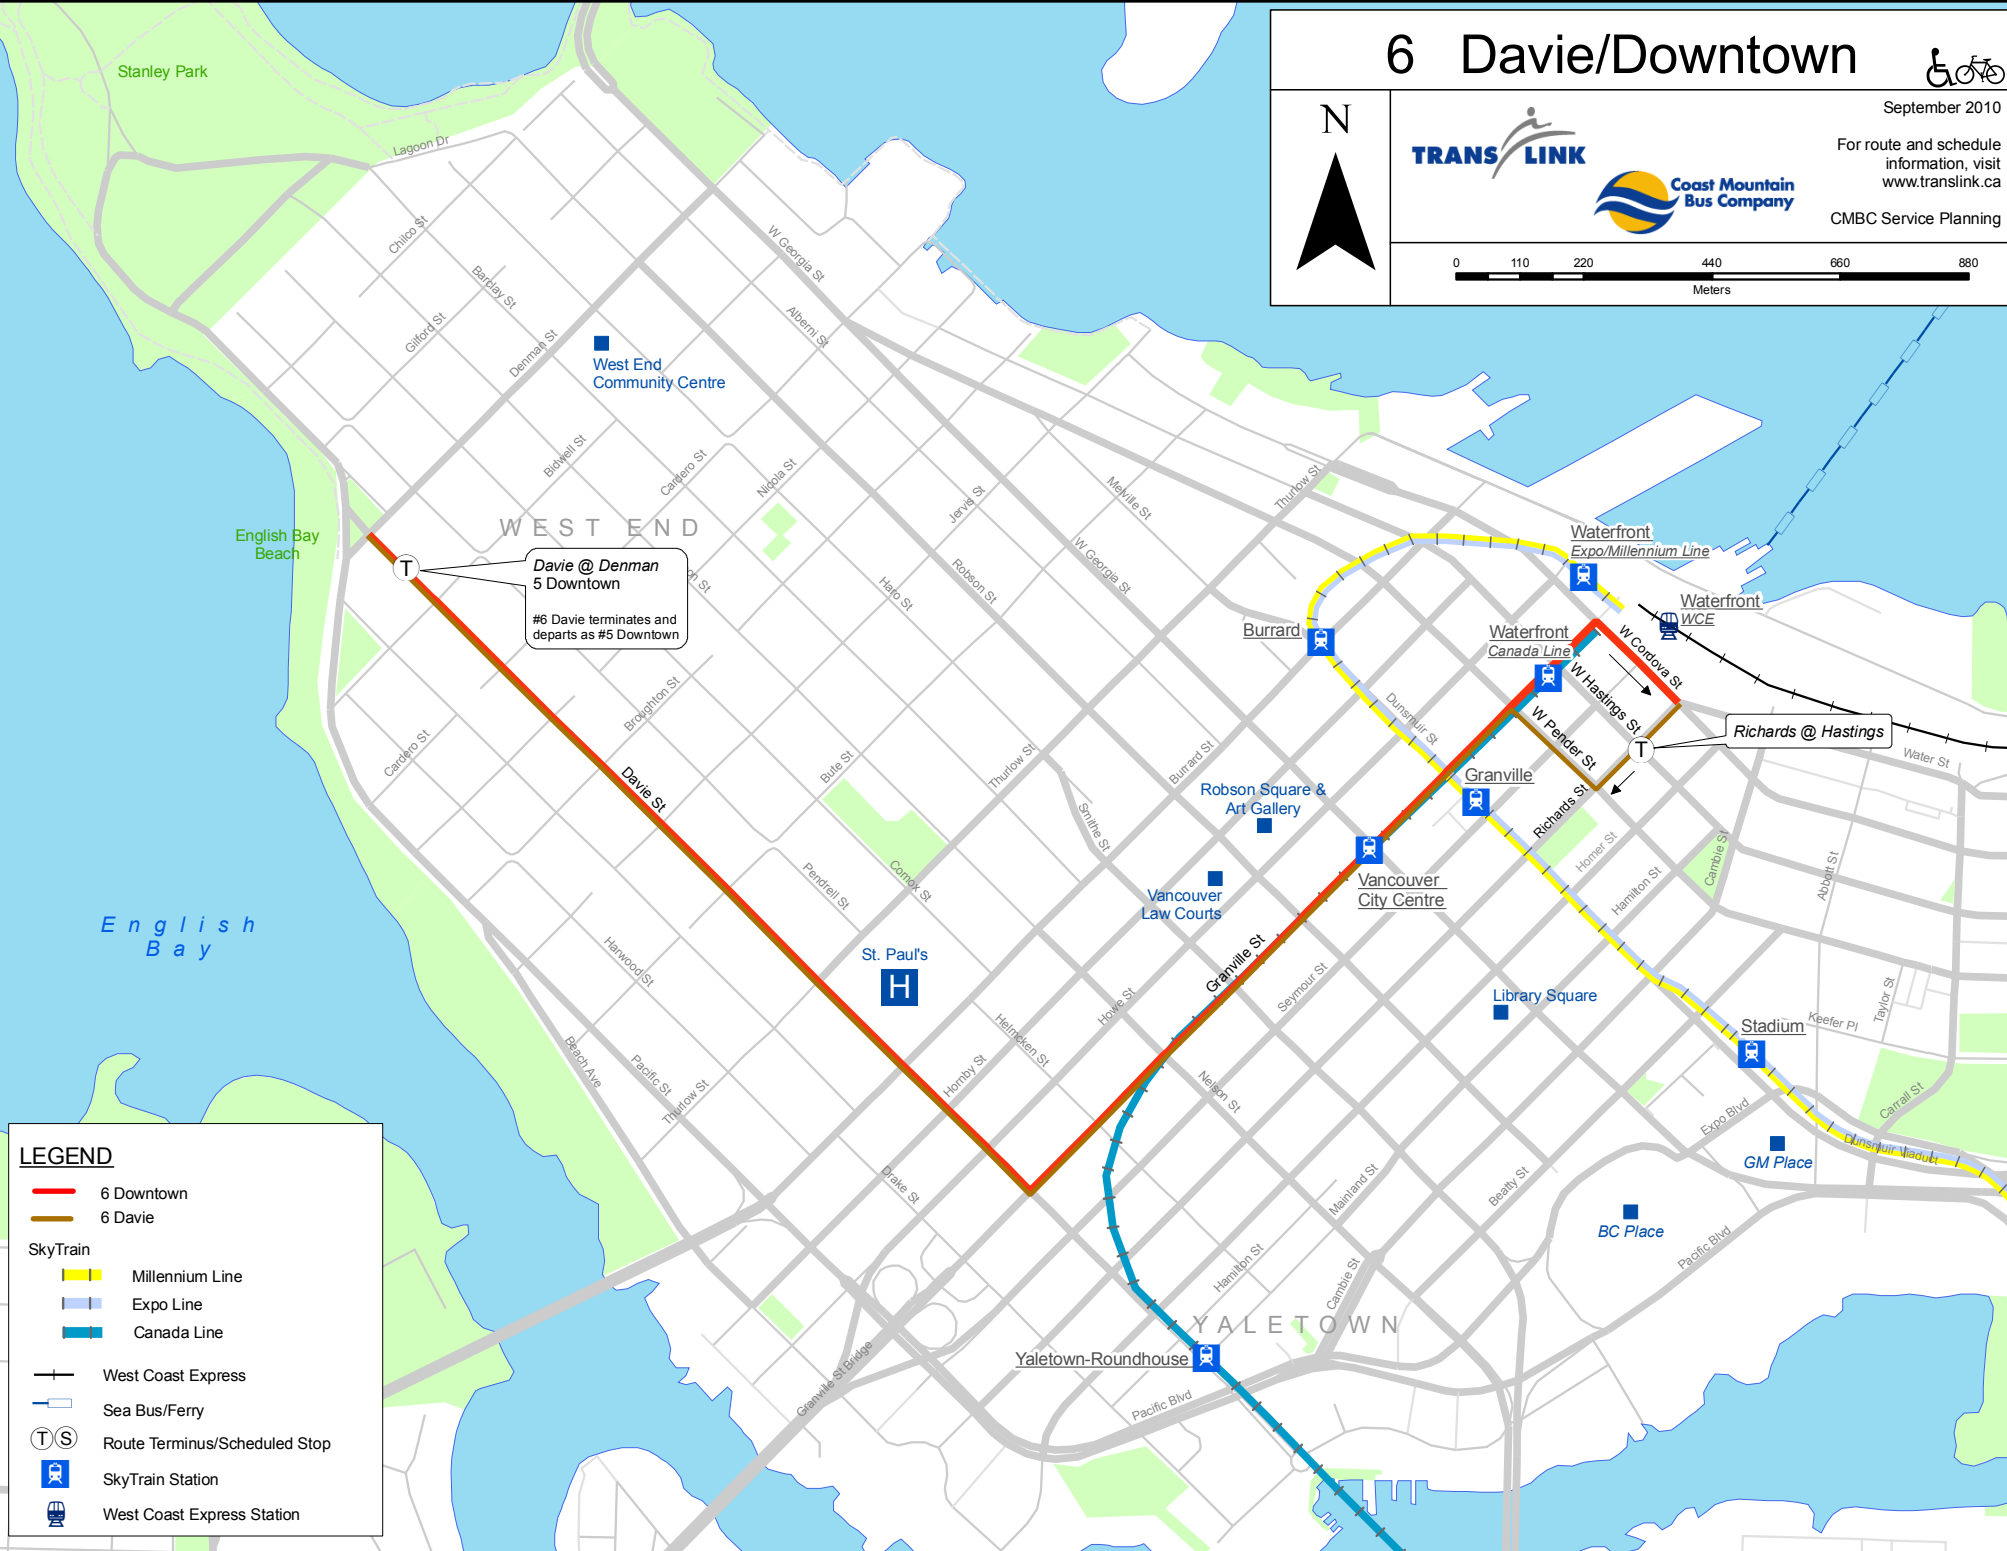 6 Davie/Downtown
N
TRANS LINK
Coast Mountain
Bus Company
September 2010
For route and schedule
information, visit
www.translink.ca
CMBC Service Planning
0 110 220 440 660 880
Meters
Stanley Park
Lagoon Dr
Chilco St
Barclay St
Gilford St
Denman St
W Georgia St
Alberni St
West End
Community Centre
Bidwell St
Cardero St
Nicola St
Jervis St
Melville St
Thurlow St
WEST END
English Bay
Beach
T
Davie @ Denman
5 Downtown
#6 Davie terminates and
departs as #5 Downtown
Haro St
Robson St
W Georgia St
Waterfront
Expo/Millennium Line
Waterfront
WCE
Burrard
Waterfront
Canada Line
W Cordova St
W Hastings St
W Pender St
T
Richards @ Hastings
Water St
Dunsmuir St
Granville
Richards St
Homer St
Hamilton St
Cambie St
Abbott St
Cardero St
Broughton St
Davie St
Bute St
Thurlow St
Burrard St
Smithe St
Robson Square &
Art Gallery
Vancouver
City Centre
Vancouver
Law Courts
Pendrell St
Comox St
St. Paul's
H
English
Bay
Harwood St
Granville St
Seymour St
Howe St
Helmcken St
Hornby St
Nelson St
Library Square
Stadium
Keefer Pl
Taylor St
Carrall St
Expo Blvd
Dunsmuir Viaduct
GM Place
BC Place
Beach Ave
Pacific St
Thurlow St
Drake St
Mainland St
Beatty St
Pacific Blvd
Hamilton St
Cambie St
YALETOWN
Yaletown-Roundhouse
Granville St Bridge
Pacific Blvd
LEGEND
6 Downtown
6 Davie
SkyTrain
Millennium Line
Expo Line
Canada Line
West Coast Express
Sea Bus/Ferry
T S Route Terminus/Scheduled Stop
SkyTrain Station
West Coast Express Station